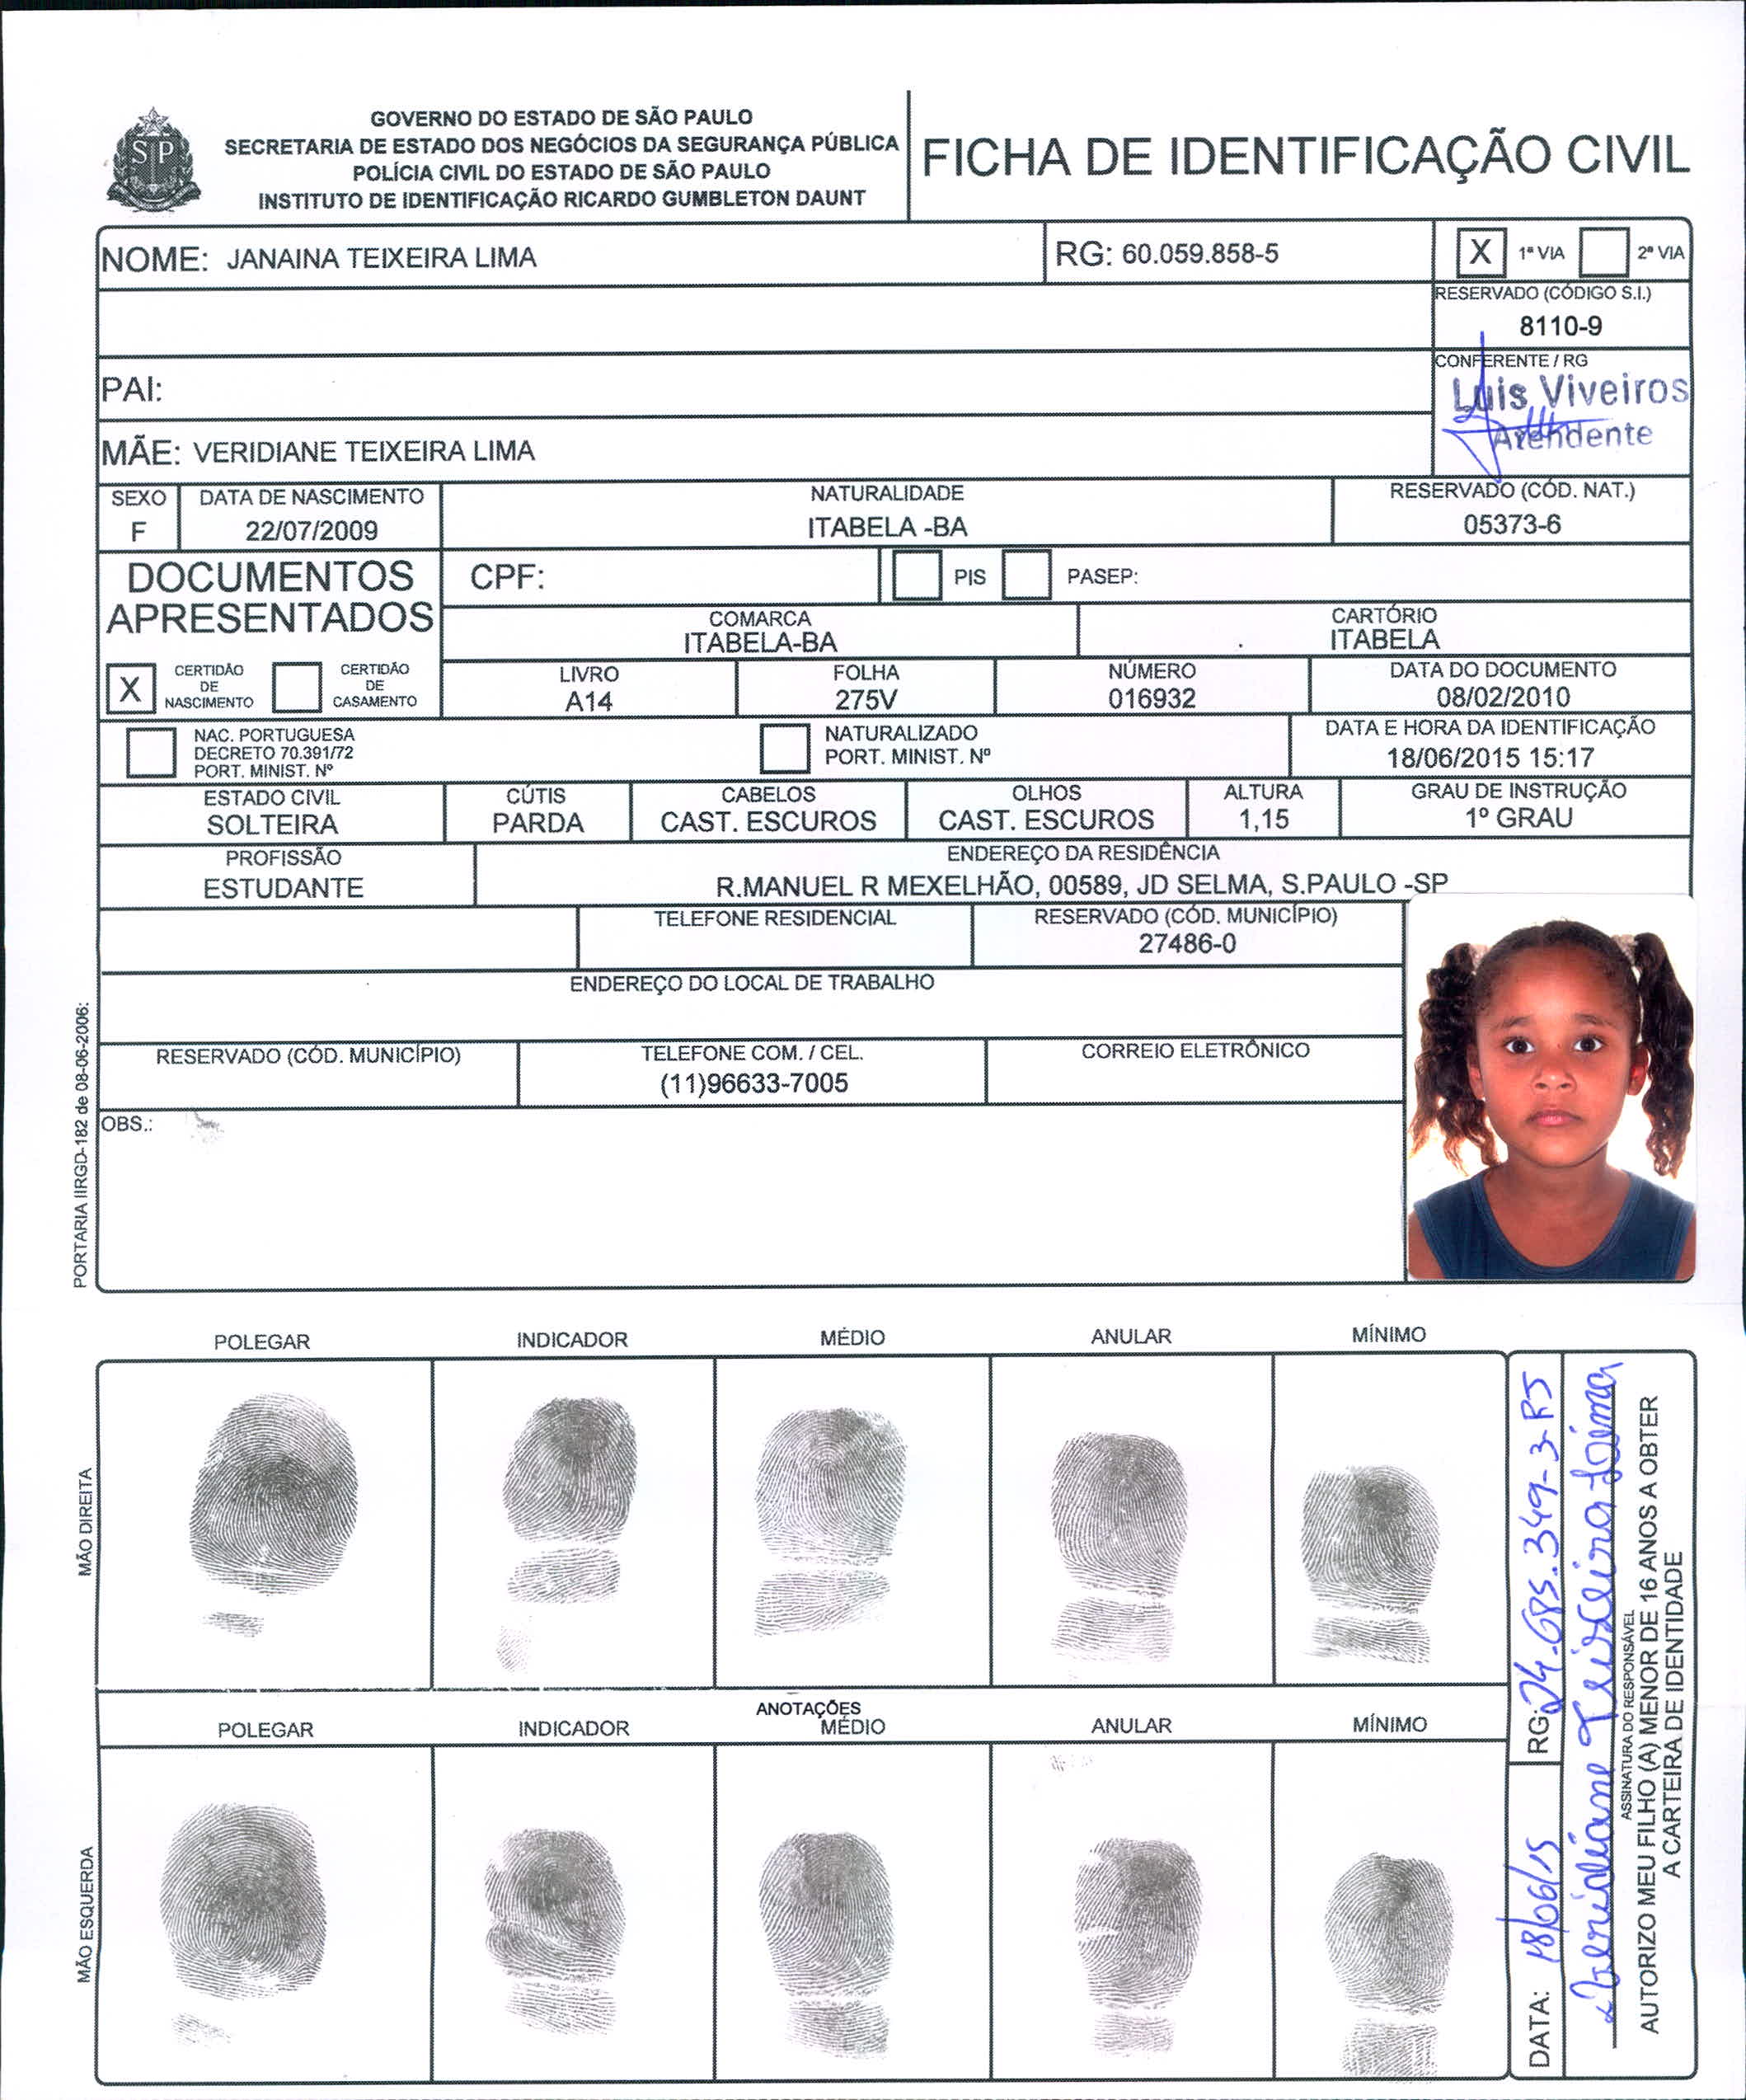 GOVERNO DO ESTADO DE SÃO PAULO
SECRETARIA DE ESTADO DOS NEGÓCIOS DA SEGURANÇA PÚBLICA
POLÍCIA CIVIL DO ESTADO DE SÃO PAULO
INSTITUTO DE IDENTIFICAÇÃO RICARDO GUMBLETON DAUNT
SP
FICHA DE IDENTIFICAÇÃO CIVIL
NOME: JANAINA TEIXEIRA LIMA
RG: 60.059.858-5
X 1ª VIA 2ª VIA
RESERVADO (CÓDIGO S.I.)
8110-9
PAI:
CONFERENTE / RG
Luis Viveiros
Atendente
MÃE: VERIDIANE TEIXEIRA LIMA
SEXO
F
DATA DE NASCIMENTO
22/07/2009
NATURALIDADE
ITABELA -BA
RESERVADO (CÓD. NAT.)
05373-6
DOCUMENTOS
APRESENTADOS
CPF:
PIS
PASEP:
COMARCA
ITABELA-BA
CARTÓRIO
ITABELA
X
CERTIDÃO
DE
NASCIMENTO
CERTIDÃO
DE
CASAMENTO
LIVRO
A14
FOLHA
275V
NÚMERO
016932
DATA DO DOCUMENTO
08/02/2010
NAC. PORTUGUESA
DECRETO 70.391/72
PORT. MINIST. Nº
NATURALIZADO
PORT. MINIST. Nº
DATA E HORA DA IDENTIFICAÇÃO
18/06/2015 15:17
ESTADO CIVIL
SOLTEIRA
CÚTIS
PARDA
CABELOS
CAST. ESCUROS
OLHOS
CAST. ESCUROS
ALTURA
1,15
GRAU DE INSTRUÇÃO
1º GRAU
PROFISSÃO
ESTUDANTE
ENDEREÇO DA RESIDÊNCIA
R.MANUEL R MEXELHÃO, 00589, JD SELMA, S.PAULO -SP
TELEFONE RESIDENCIAL
RESERVADO (CÓD. MUNICÍPIO)
27486-0
ENDEREÇO DO LOCAL DE TRABALHO
RESERVADO (CÓD. MUNICÍPIO)
TELEFONE COM. / CEL.
(11)96633-7005
CORREIO ELETRÔNICO
OBS.:
PORTARIA IIRGD-182 de 08-06-2006:
POLEGAR
INDICADOR
MÉDIO
ANULAR
MÍNIMO
MÃO DIREITA
ANOTAÇÕES
POLEGAR
INDICADOR
MÉDIO
ANULAR
MÍNIMO
MÃO ESQUERDA
DATA: 18/06/15
RG: 24.685.349-3-RJ
Veridiane Teixeira Lima
ASSINATURA DO RESPONSÁVEL
AUTORIZO MEU FILHO (A) MENOR DE 16 ANOS A OBTER
A CARTEIRA DE IDENTIDADE